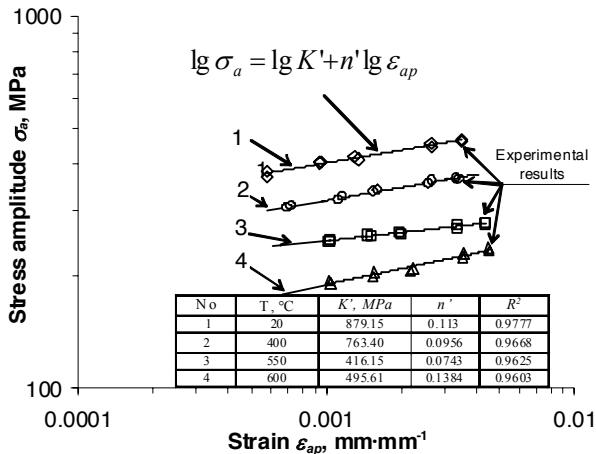 1000
lg σₐ = lg K'+n' lg εₐₚ
Stress amplitude σₐ, MPa
1
1
Experimental
results
2
3
4
No T, °C K', MPa n' R²
1 20 879.15 0.113 0.9777
2 400 763.40 0.0956 0.9668
3 550 416.15 0.0743 0.9625
4 600 495.61 0.1384 0.9603
100
0.0001 0.001 0.01
Strain εₐₚ, mm·mm⁻¹